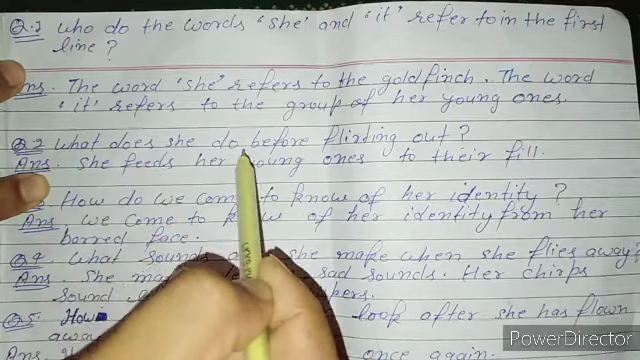 Q.1 Who do the words 'she' and 'it' refer to in the first
line ?
Ans. The word 'she' refers to the goldfinch. The word
'it' refers to the group of her young ones.
Q.2 What does she do before flirting out ?
Ans. She feeds her young ones to their fill.
How do we come to know of her identity ?
Ans We come to know of her identity from her
barred face.
Q4 What sounds she make when she flies away?
Ans She sad sounds. Her chirps
sound
Q5. How look after she has flown
away
Ans. once again.
PowerDirector